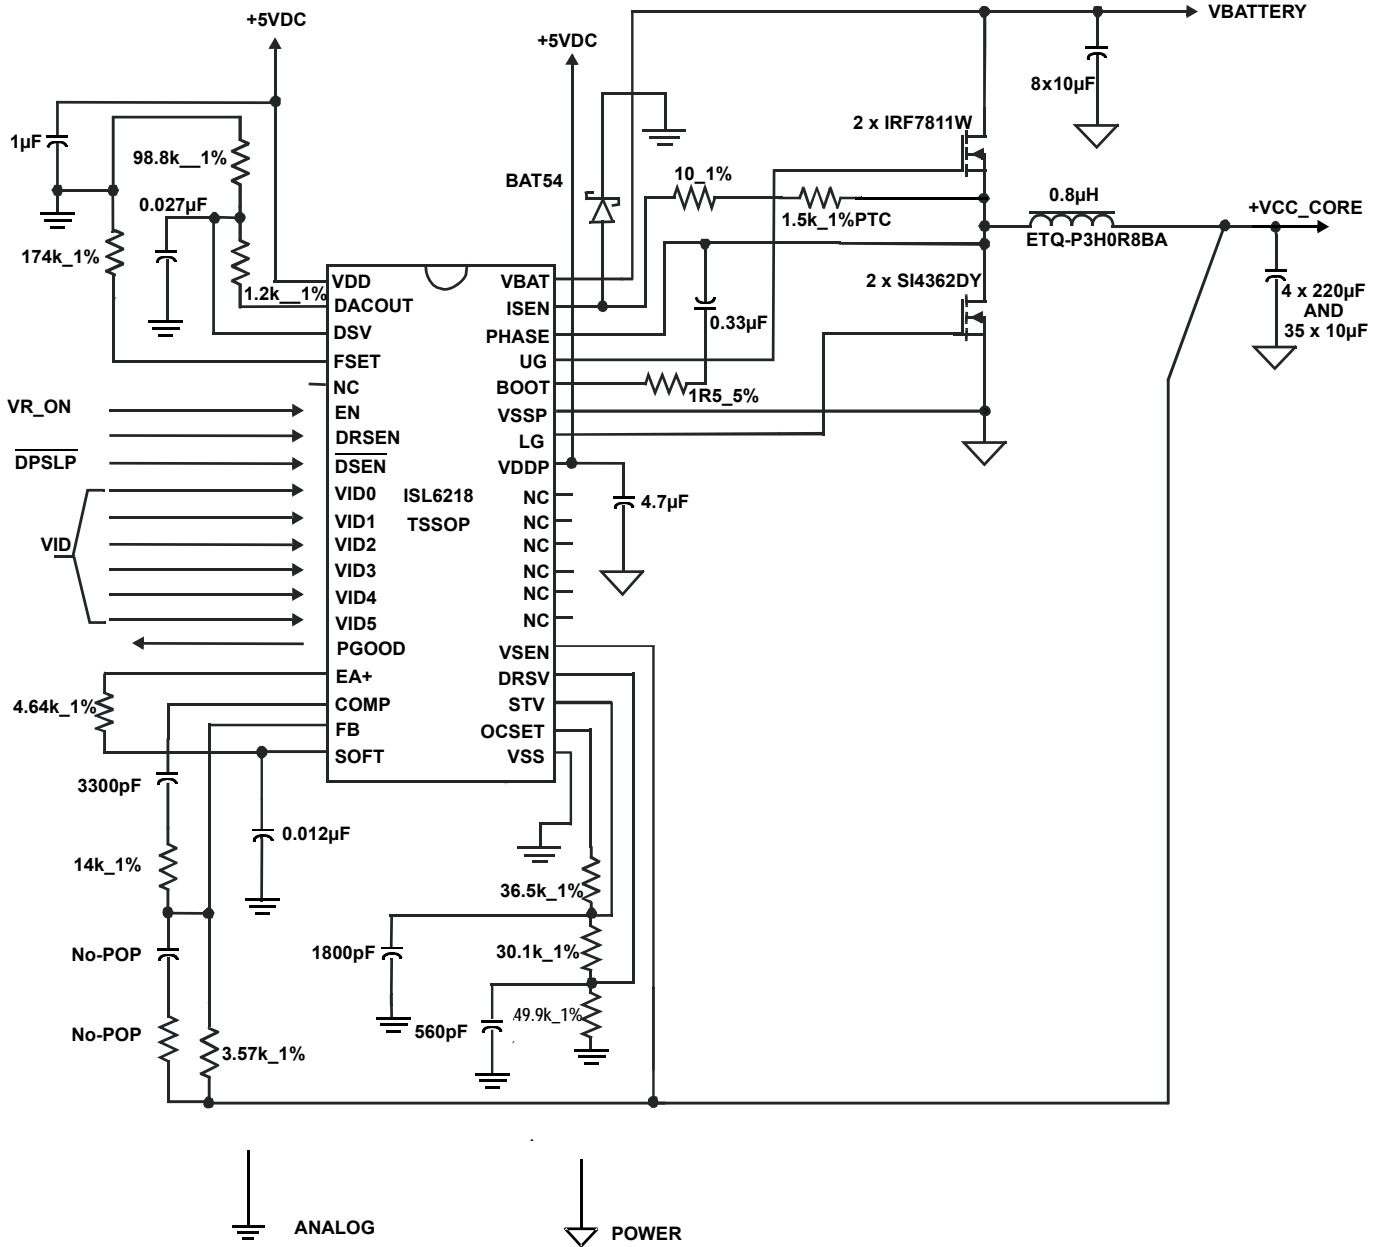 +5VDC
+5VDC
VBATTERY
8x10µF
1µF
98.8k__1%
0.027µF
174k_1%
1.2k__1%
2 x IRF7811W
BAT54
10_1%
1.5k_1%PTC
0.8µH
ETQ-P3H0R8BA
+VCC_CORE
2 x SI4362DY
4 x 220µF
AND
35 x 10µF
0.33µF
1R5_5%
VDD
DACOUT
DSV
FSET
NC
EN
DRSEN
DSEN
VID0
VID1
VID2
VID3
VID4
VID5
PGOOD
EA+
COMP
FB
SOFT
ISL6218
TSSOP
VBAT
ISEN
PHASE
UG
BOOT
VSSP
LG
VDDP
NC
NC
NC
NC
NC
NC
VSEN
DRSV
STV
OCSET
VSS
VR_ON
DPSLP
VID
4.7µF
4.64k_1%
3300pF
0.012µF
14k_1%
36.5k_1%
No-POP
1800pF
30.1k_1%
No-POP
3.57k_1%
560pF
49.9k_1%
ANALOG
POWER